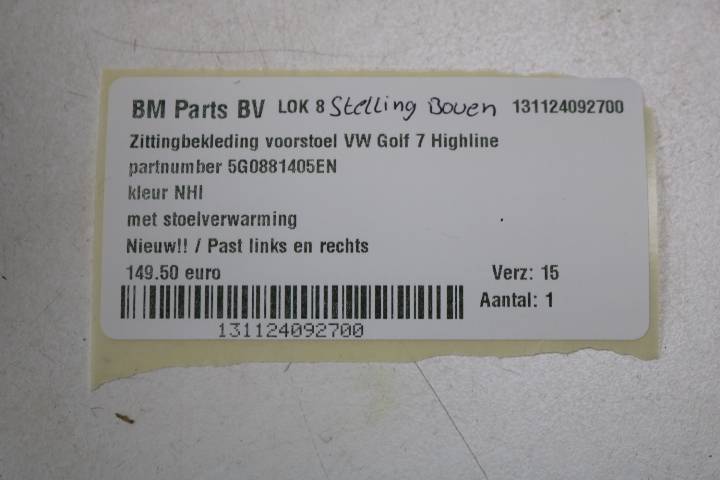 BM Parts BV LOK 8 Stelling Boven 131124092700
Zittingbekleding voorstoel VW Golf 7 Highline
partnumber 5G0881405EN
kleur NHI
met stoelverwarming
Nieuw!! / Past links en rechts
149.50 euro Verz: 15
Aantal: 1
131124092700